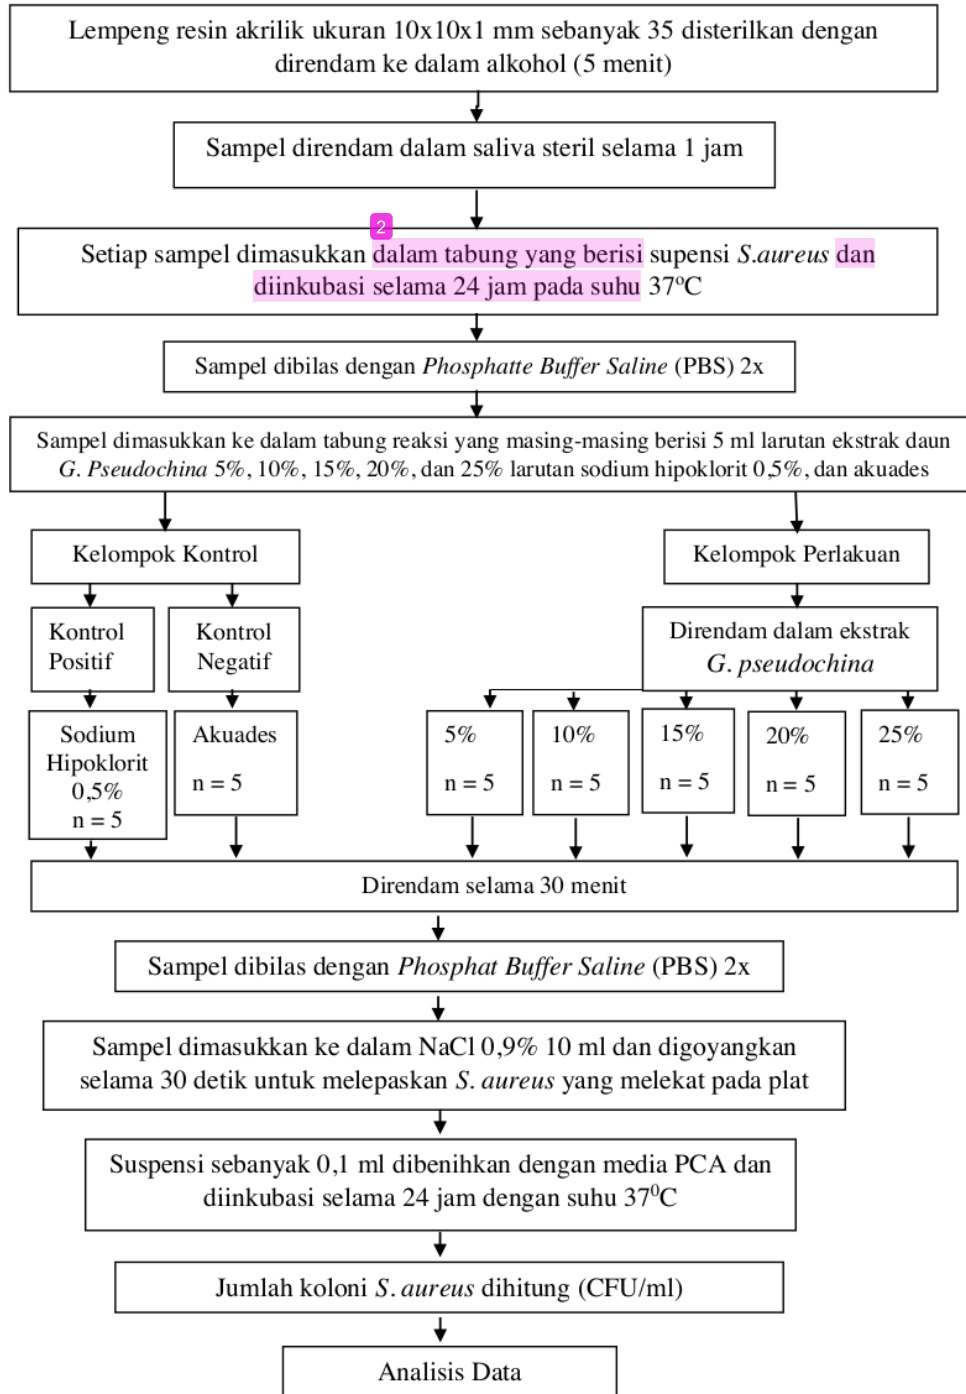 Lempeng resin akrilik ukuran 10x10x1 mm sebanyak 35 disterilkan dengan
direndam ke dalam alkohol (5 menit)
Sampel direndam dalam saliva steril selama 1 jam
2
Setiap sampel dimasukkan dalam tabung yang berisi supensi S.aureus dan
diinkubasi selama 24 jam pada suhu 37°C
Sampel dibilas dengan Phosphatte Buffer Saline (PBS) 2x
Sampel dimasukkan ke dalam tabung reaksi yang masing-masing berisi 5 ml larutan ekstrak daun
G. Pseudochina 5%, 10%, 15%, 20%, dan 25% larutan sodium hipoklorit 0,5%, dan akuades
Kelompok Kontrol
Kelompok Perlakuan
Kontrol
Positif
Kontrol
Negatif
Direndam dalam ekstrak
G. pseudochina
Sodium
Hipoklorit
0,5%
n = 5
Akuades
n = 5
5%
n = 5
10%
n = 5
15%
n = 5
20%
n = 5
25%
n = 5
Direndam selama 30 menit
Sampel dibilas dengan Phosphat Buffer Saline (PBS) 2x
Sampel dimasukkan ke dalam NaCl 0,9% 10 ml dan digoyangkan
selama 30 detik untuk melepaskan S. aureus yang melekat pada plat
Suspensi sebanyak 0,1 ml dibenihkan dengan media PCA dan
diinkubasi selama 24 jam dengan suhu 37⁰C
Jumlah koloni S. aureus dihitung (CFU/ml)
Analisis Data